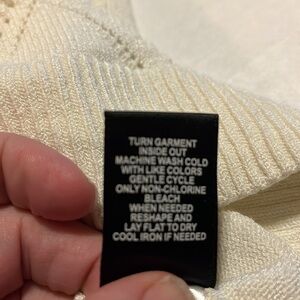 TURN GARMENT
INSIDE OUT
MACHINE WASH COLD
WITH LIKE COLORS
GENTLE CYCLE
ONLY NON-CHLORINE
BLEACH
WHEN NEEDED
RESHAPE AND
LAY FLAT TO DRY
COOL IRON IF NEEDED